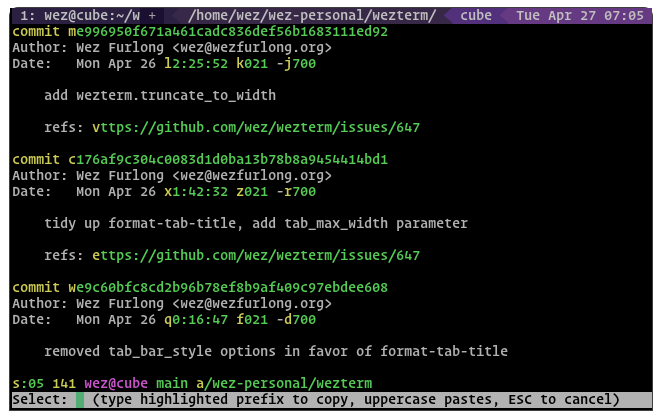 1: wez@cube:~/w + /home/wez/wez-personal/wezterm/ cube Tue Apr 27 07:05
commit me996950f671a461cadc836def56b1683111ed92
Author: Wez Furlong <wez@wezfurlong.org>
Date: Mon Apr 26 l2:25:52 k021 -j700
add wezterm.truncate_to_width
refs: vttps://github.com/wez/wezterm/issues/647
commit c176af9c304c0083d1d0ba13b78b8a9454414bd1
Author: Wez Furlong <wez@wezfurlong.org>
Date: Mon Apr 26 x1:42:32 z021 -r700
tidy up format-tab-title, add tab_max_width parameter
refs: ettps://github.com/wez/wezterm/issues/647
commit we9c60bfc8cd2b96b78ef8b9af409c97ebdee608
Author: Wez Furlong <wez@wezfurlong.org>
Date: Mon Apr 26 q0:16:47 f021 -d700
removed tab_bar_style options in favor of format-tab-title
s:05 141 wez@cube main a/wez-personal/wezterm
Select: (type highlighted prefix to copy, uppercase pastes, ESC to cancel)